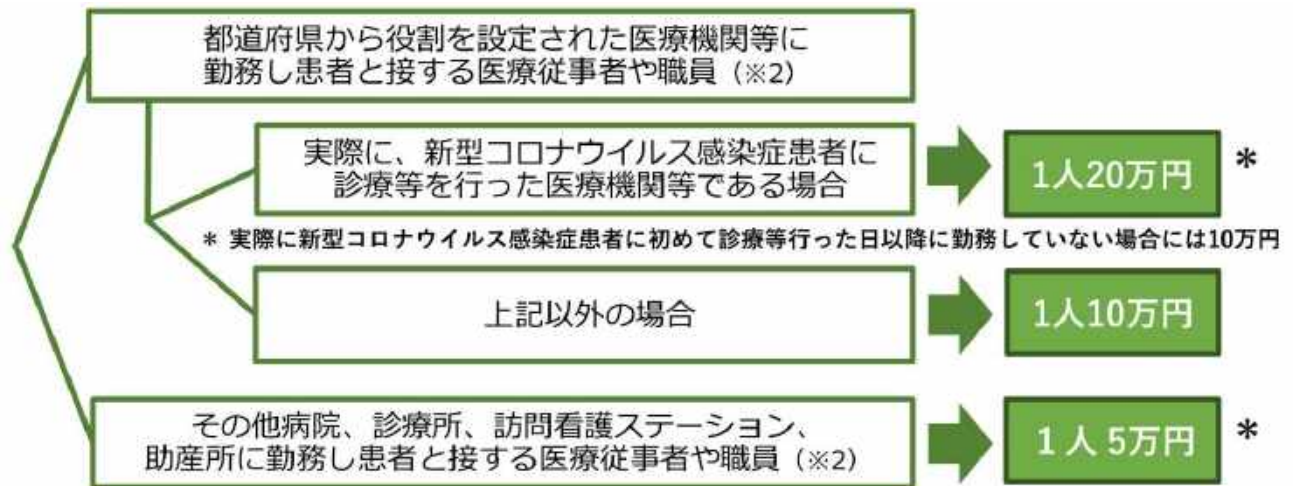 都道府県から役割を設定された医療機関等に
勤務し患者と接する医療従事者や職員（※2）
実際に、新型コロナウイルス感染症患者に
診療等を行った医療機関等である場合
1人20万円 *
* 実際に新型コロナウイルス感染症患者に初めて診療等行った日以降に勤務していない場合には10万円
上記以外の場合
1人10万円
その他病院、診療所、訪問看護ステーション、
助産所に勤務し患者と接する医療従事者や職員（※2）
1人 5万円 *